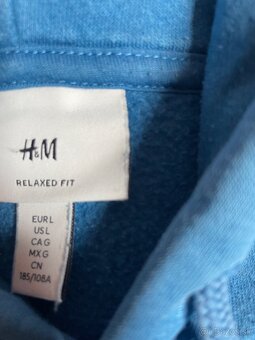 H&M
RELAXED FIT
EUR L
US L
CA G
MX G
CN
185/108A